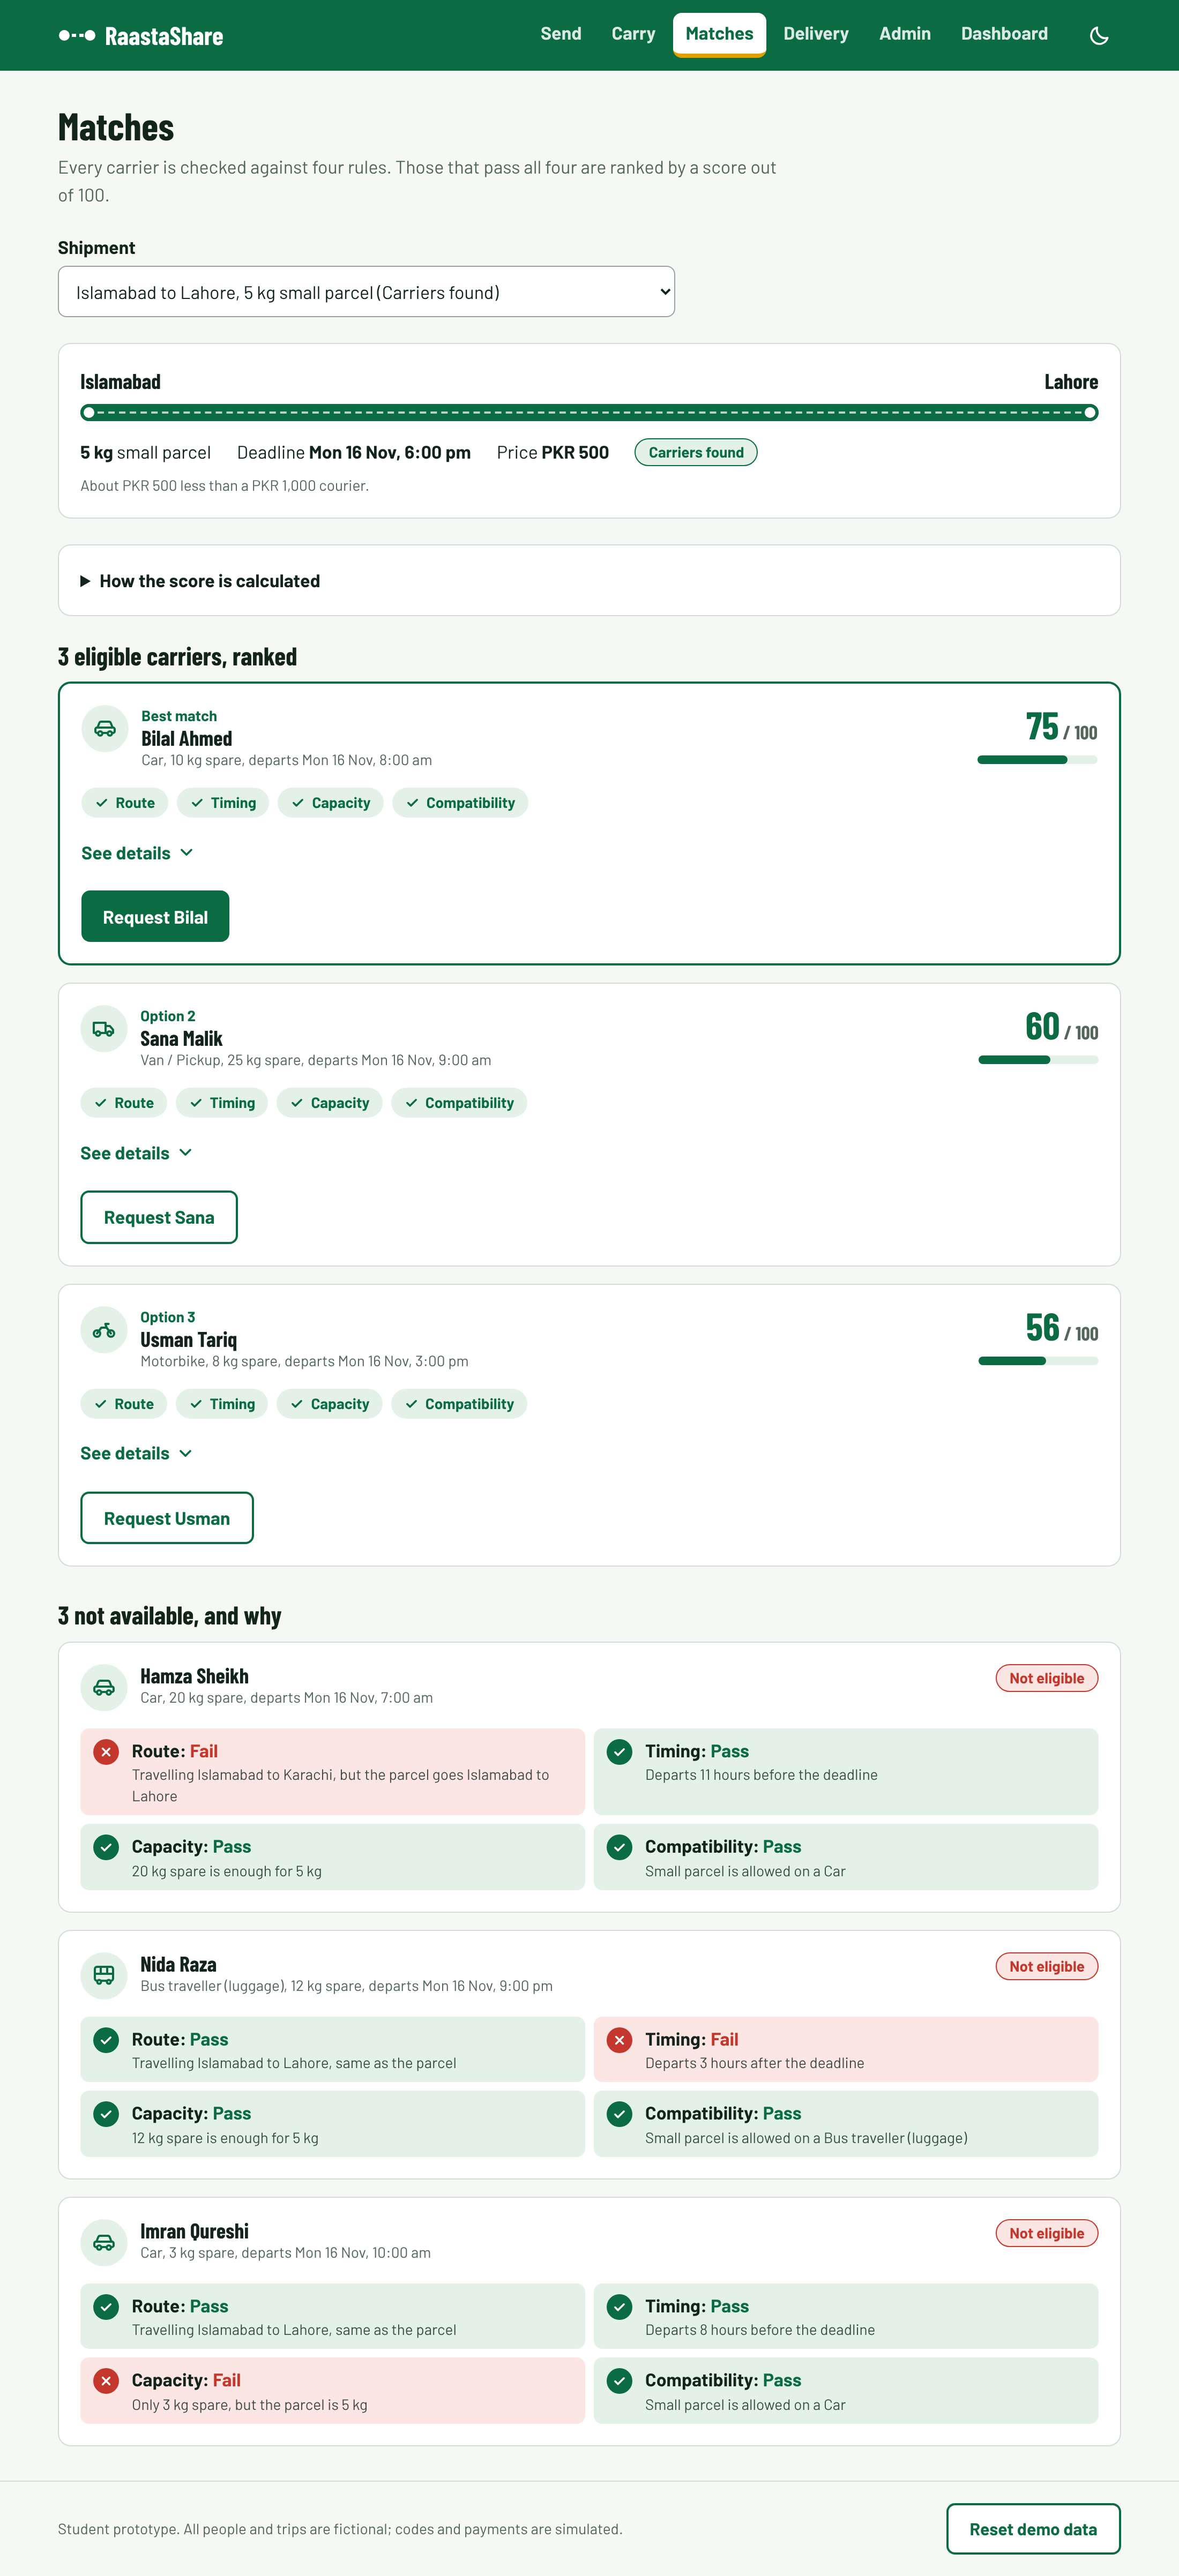 RaastaShare
Send
Carry
Matches
Delivery
Admin
Dashboard
Matches
Every carrier is checked against four rules. Those that pass all four are ranked by a score out
of 100.
Shipment
Islamabad to Lahore, 5 kg small parcel (Carriers found)
Islamabad
Lahore
5 kg small parcel
Deadline Mon 16 Nov, 6:00 pm
Price PKR 500
Carriers found
About PKR 500 less than a PKR 1,000 courier.
How the score is calculated
3 eligible carriers, ranked
Best match
Bilal Ahmed
Car, 10 kg spare, departs Mon 16 Nov, 8:00 am
75 / 100
Route
Timing
Capacity
Compatibility
See details
Request Bilal
Option 2
Sana Malik
Van / Pickup, 25 kg spare, departs Mon 16 Nov, 9:00 am
60 / 100
Route
Timing
Capacity
Compatibility
See details
Request Sana
Option 3
Usman Tariq
Motorbike, 8 kg spare, departs Mon 16 Nov, 3:00 pm
56 / 100
Route
Timing
Capacity
Compatibility
See details
Request Usman
3 not available, and why
Hamza Sheikh
Car, 20 kg spare, departs Mon 16 Nov, 7:00 am
Not eligible
Route: Fail
Travelling Islamabad to Karachi, but the parcel goes Islamabad to
Lahore
Timing: Pass
Departs 11 hours before the deadline
Capacity: Pass
20 kg spare is enough for 5 kg
Compatibility: Pass
Small parcel is allowed on a Car
Nida Raza
Bus traveller (luggage), 12 kg spare, departs Mon 16 Nov, 9:00 pm
Not eligible
Route: Pass
Travelling Islamabad to Lahore, same as the parcel
Timing: Fail
Departs 3 hours after the deadline
Capacity: Pass
12 kg spare is enough for 5 kg
Compatibility: Pass
Small parcel is allowed on a Bus traveller (luggage)
Imran Qureshi
Car, 3 kg spare, departs Mon 16 Nov, 10:00 am
Not eligible
Route: Pass
Travelling Islamabad to Lahore, same as the parcel
Timing: Pass
Departs 8 hours before the deadline
Capacity: Fail
Only 3 kg spare, but the parcel is 5 kg
Compatibility: Pass
Small parcel is allowed on a Car
Student prototype. All people and trips are fictional; codes and payments are simulated.
Reset demo data